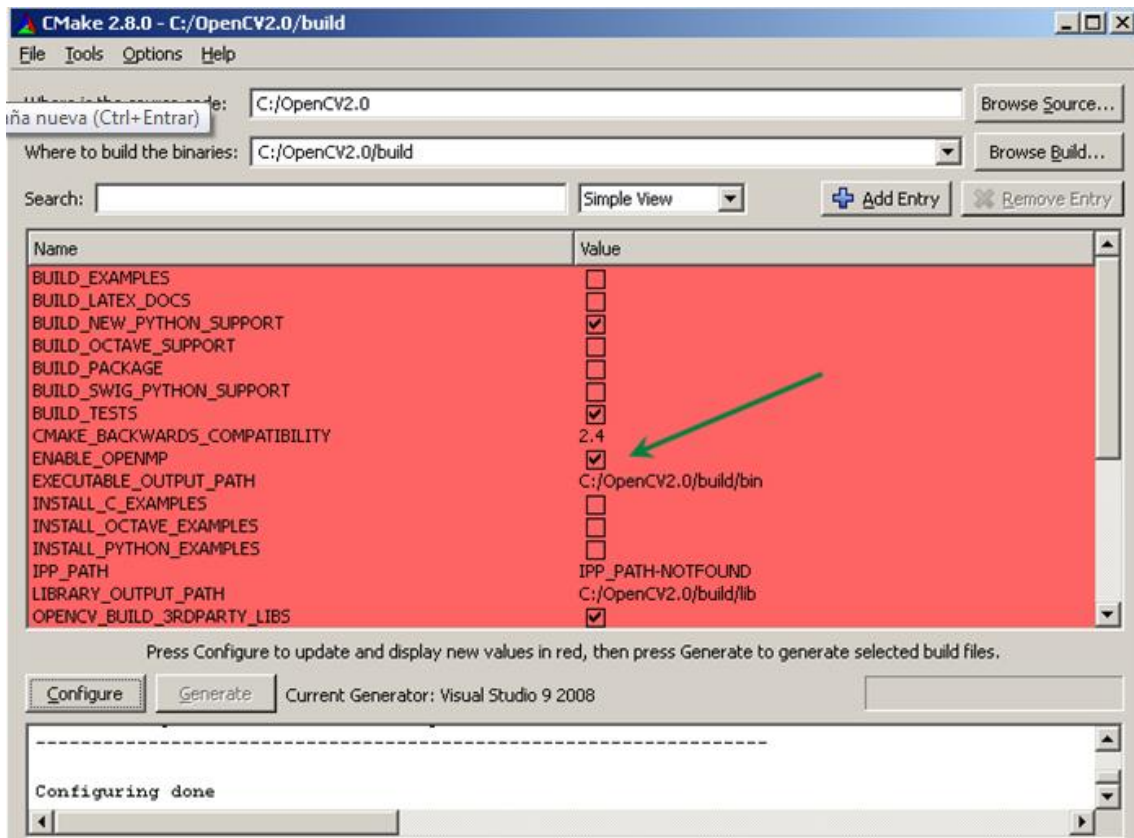 CMake 2.8.0 - C:/OpenCV2.0/build
File Tools Options Help
C:/OpenCV2.0
Browse Source...
aña nueva (Ctrl+Entrar)
Where to build the binaries: C:/OpenCV2.0/build
Browse Build...
Search:
Simple View
Add Entry
Remove Entry
Name Value
BUILD_EXAMPLES
BUILD_LATEX_DOCS
BUILD_NEW_PYTHON_SUPPORT
BUILD_OCTAVE_SUPPORT
BUILD_PACKAGE
BUILD_SWIG_PYTHON_SUPPORT
BUILD_TESTS
CMAKE_BACKWARDS_COMPATIBILITY 2.4
ENABLE_OPENMP
EXECUTABLE_OUTPUT_PATH C:/OpenCV2.0/build/bin
INSTALL_C_EXAMPLES
INSTALL_OCTAVE_EXAMPLES
INSTALL_PYTHON_EXAMPLES
IPP_PATH IPP_PATH-NOTFOUND
LIBRARY_OUTPUT_PATH C:/OpenCV2.0/build/lib
OPENCV_BUILD_3RDPARTY_LIBS
Press Configure to update and display new values in red, then press Generate to generate selected build files.
Configure Generate Current Generator: Visual Studio 9 2008
Configuring done